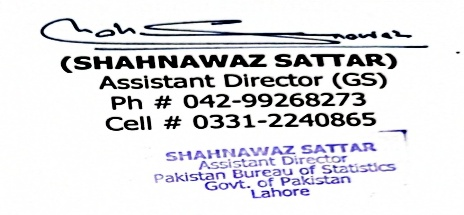 (SHAHNAWAZ SATTAR)
Assistant Director (GS)
Ph # 042-99268273
Cell # 0331-2240865
SHAHNAWAZ SATTAR
Assistant Director
Pakistan Bureau of Statistics
Govt. of Pakistan
Lahore